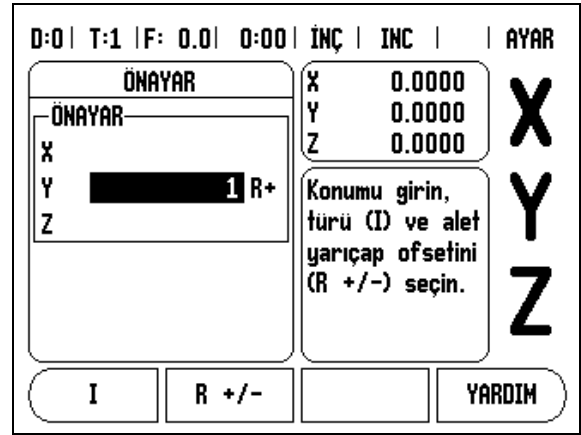 D:0| T:1 |F: 0.0| 0:00| İNÇ | INC | | AYAR
ÖNAYAR
ÖNAYAR
X
Y 1 R+
Z
X 0.0000
Y 0.0000
Z 0.0000
Konumu girin,
türü (I) ve alet
yarıçap ofsetini
(R +/-) seçin.
X
Y
Z
I R +/- YARDIM